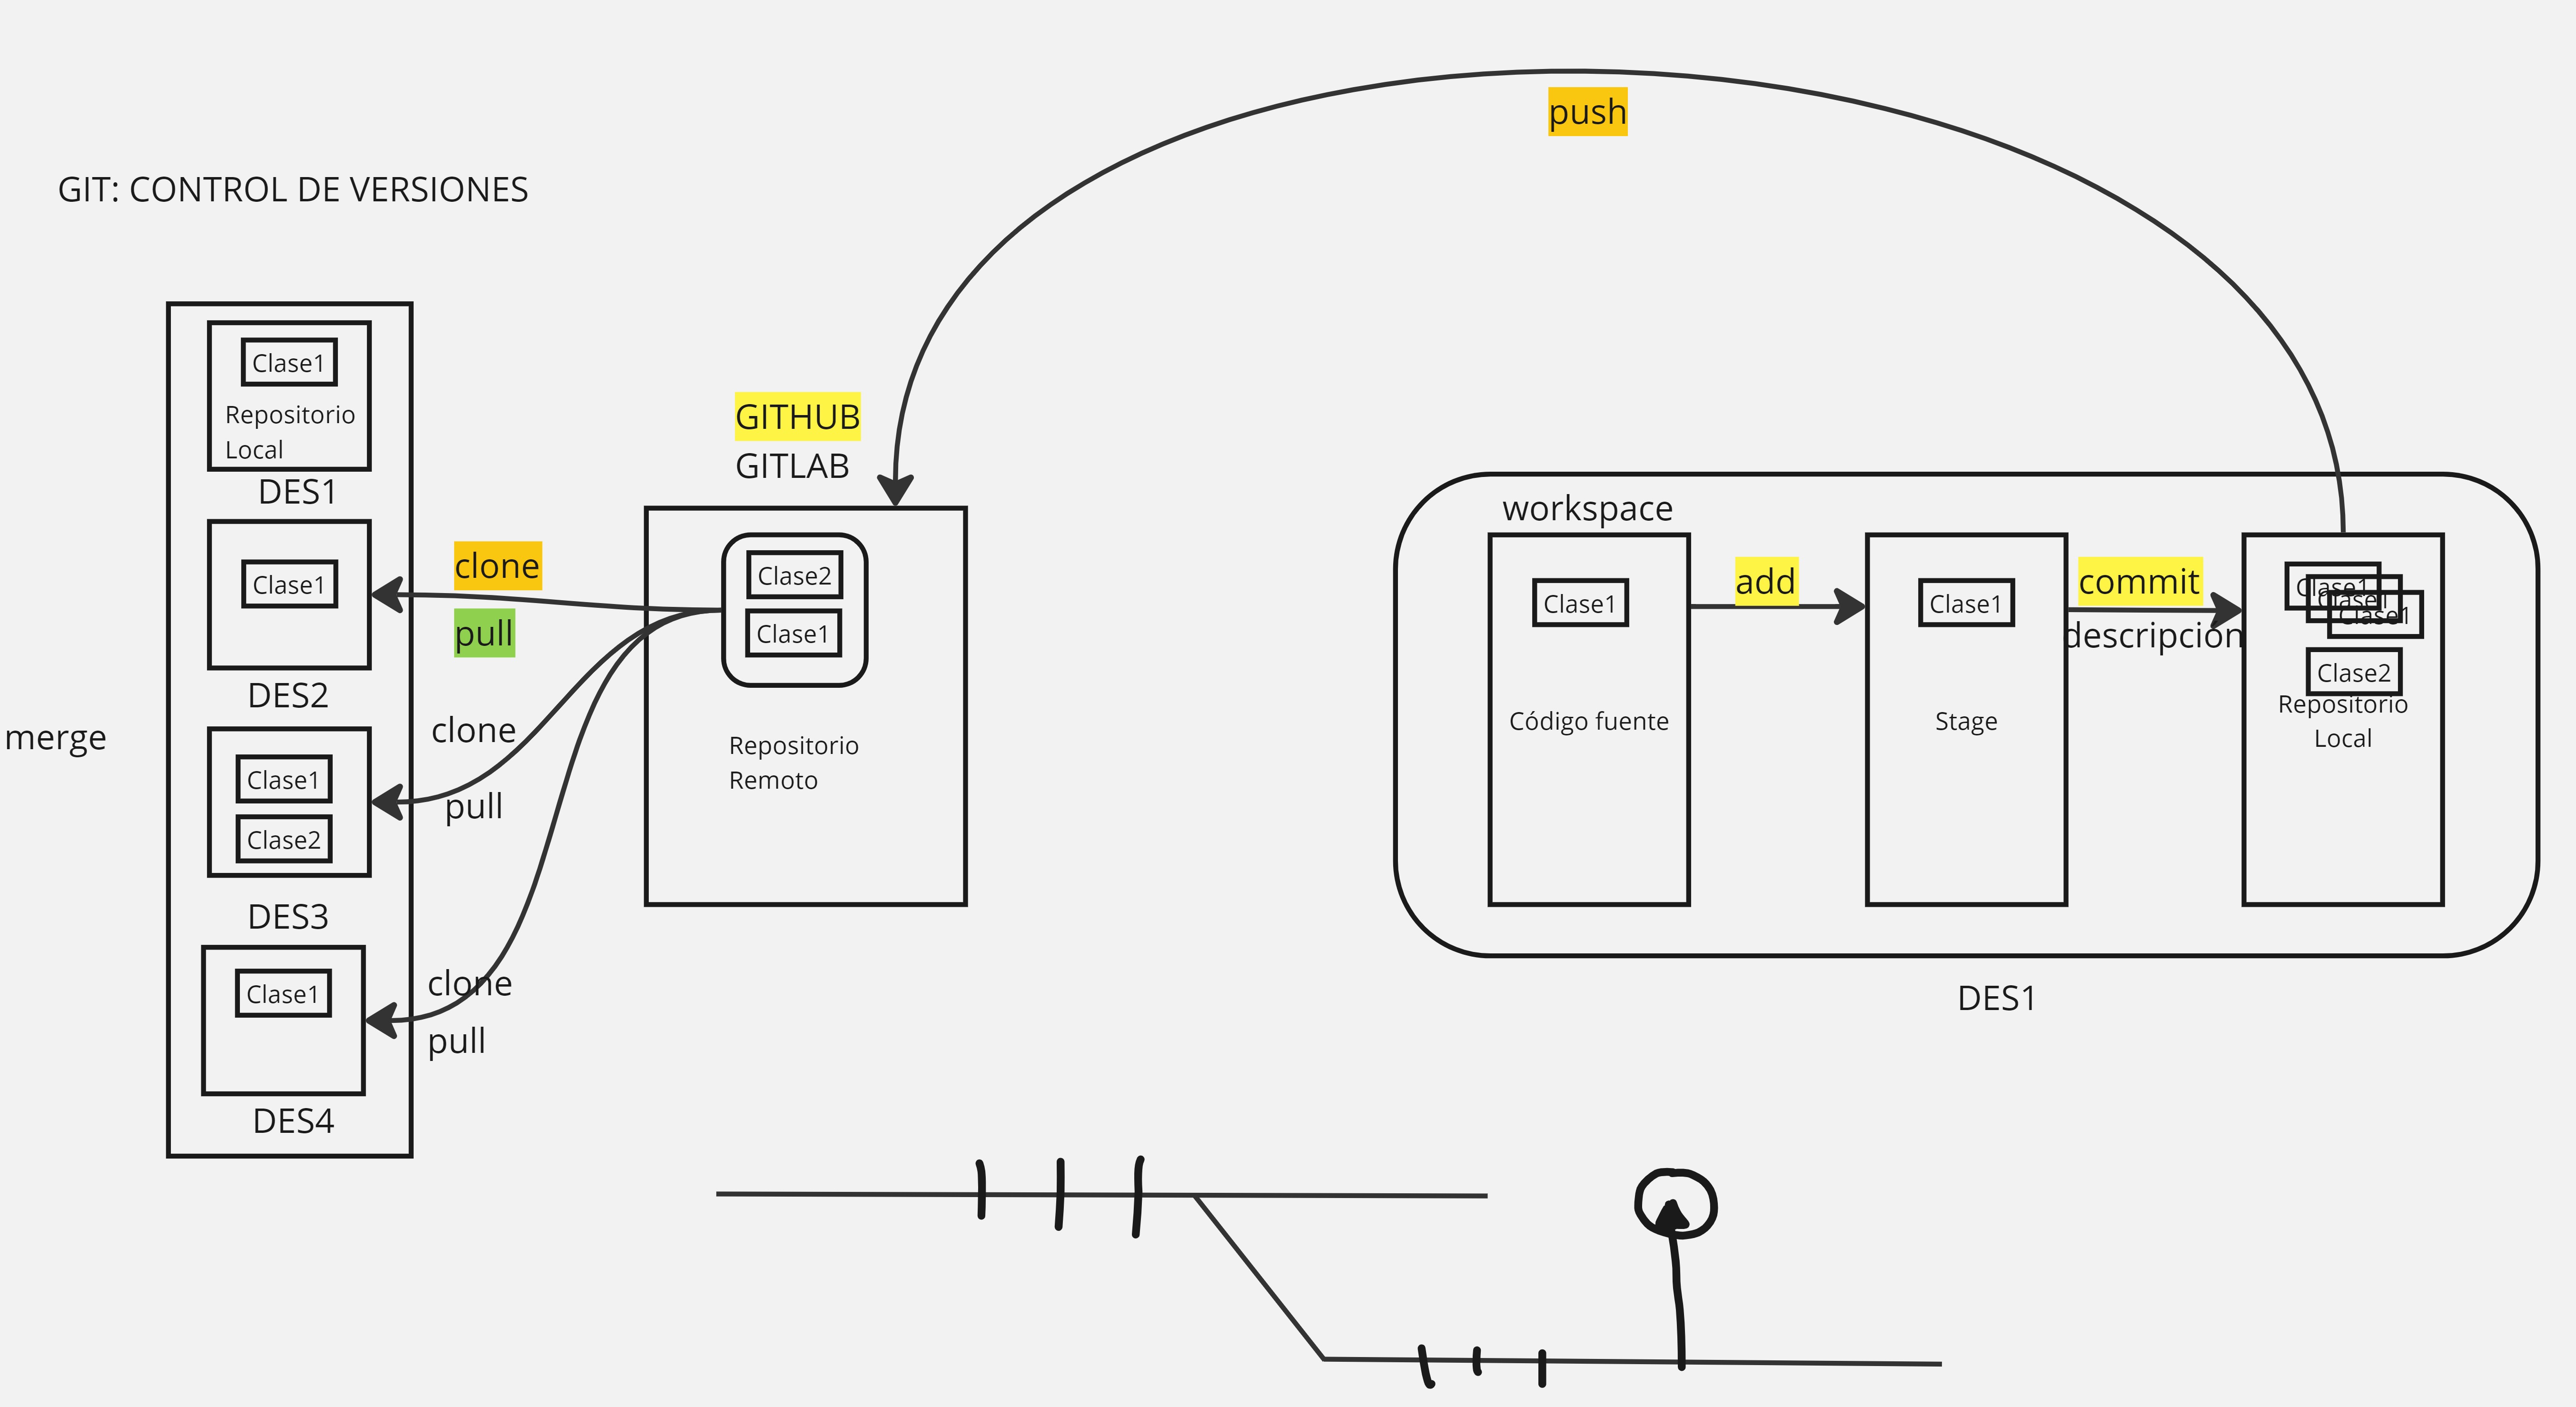 GIT: CONTROL DE VERSIONES
push
Clase1
Repositorio
Local
DES1
Clase1
DES2
merge
Clase1
Clase2
DES3
Clase1
DES4
clone
pull
clone
pull
clone
pull
GITHUB
GITLAB
Clase2
Clase1
Repositorio
Remoto
workspace
Clase1
Código fuente
add
Clase1
Stage
commit
descripción
Clase1
Clase1
Clase1
Clase2
Repositorio
Local
DES1